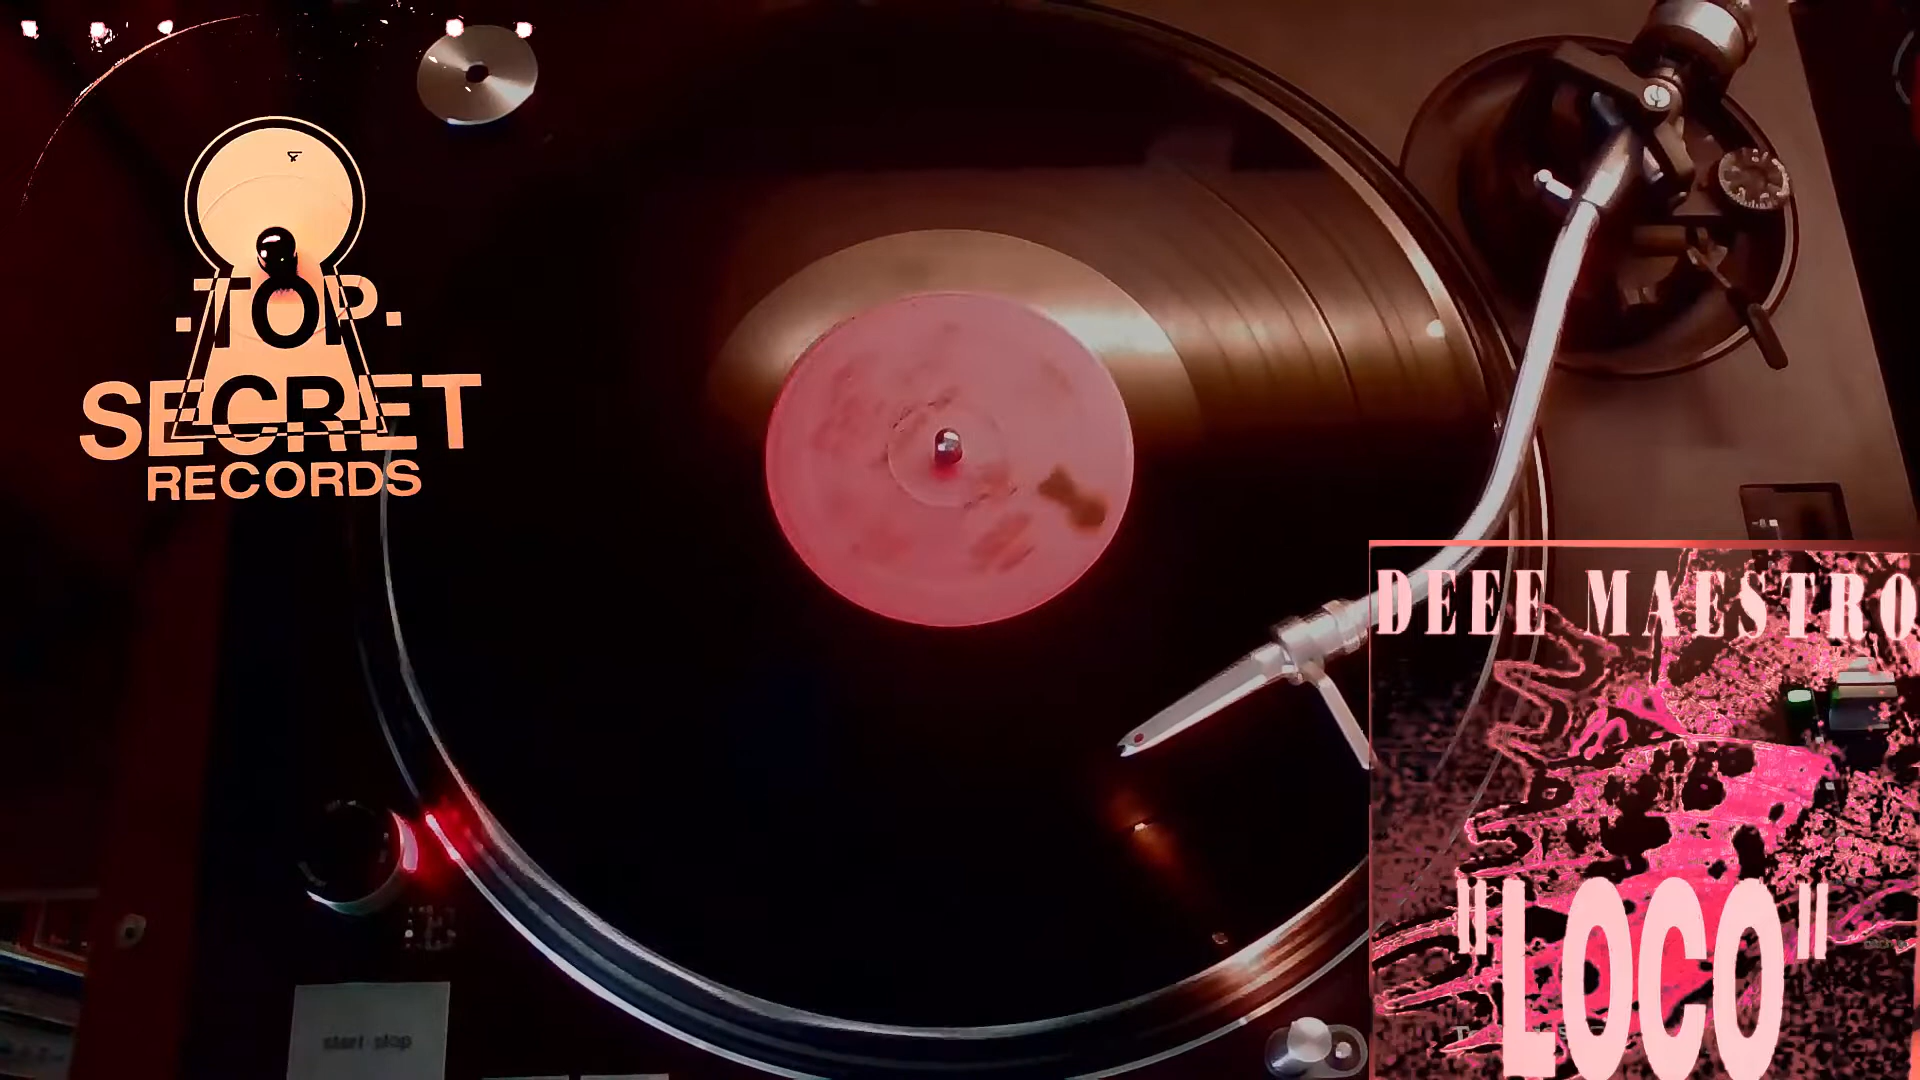 ·TOP·
SECRET
RECORDS
DEEE MAESTRO
"LOCO"
start·stop